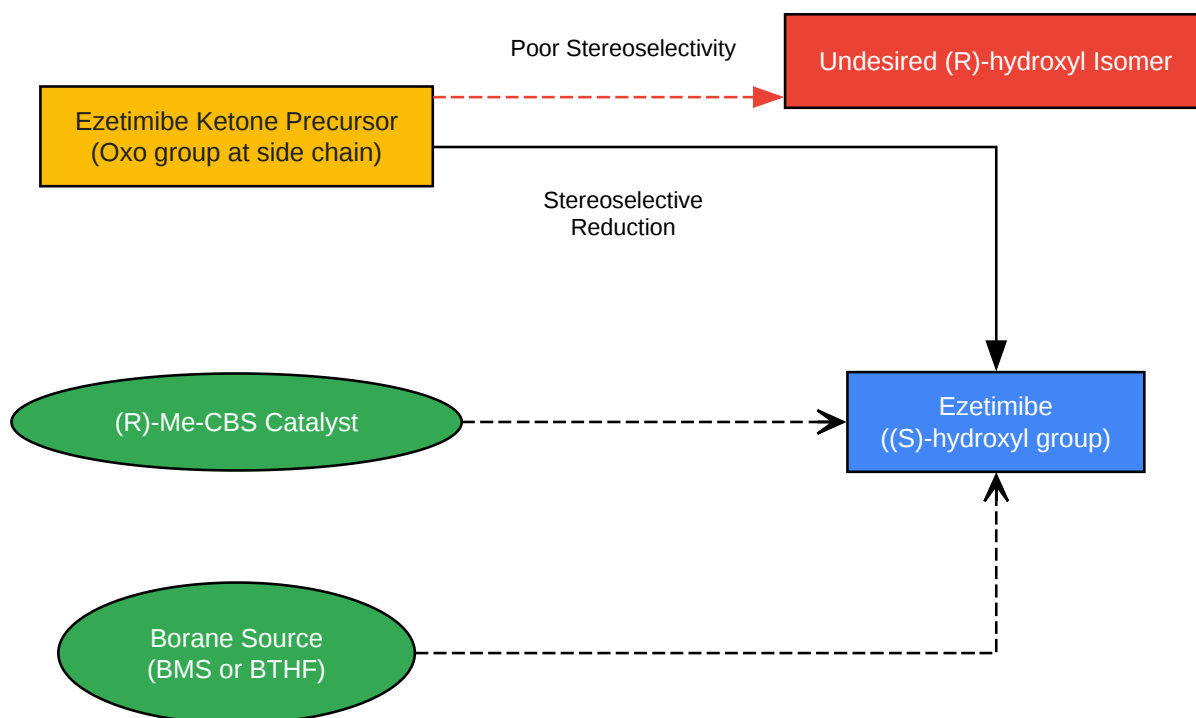 Poor Stereoselectivity
Undesired (R)-hydroxyl Isomer
Ezetimibe Ketone Precursor
(Oxo group at side chain)
Stereoselective
Reduction
(R)-Me-CBS Catalyst
Ezetimibe
((S)-hydroxyl group)
Borane Source
(BMS or BTHF)